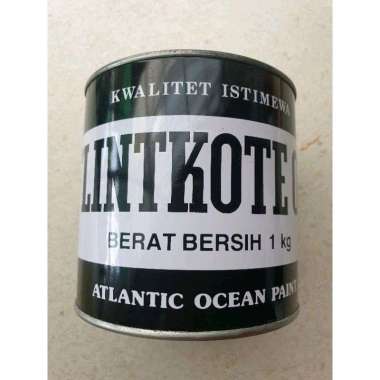 KWALITET ISTIMEWA
LINTKOTE C
BERAT BERSIH 1 kg
ATLANTIC OCEAN PAINT